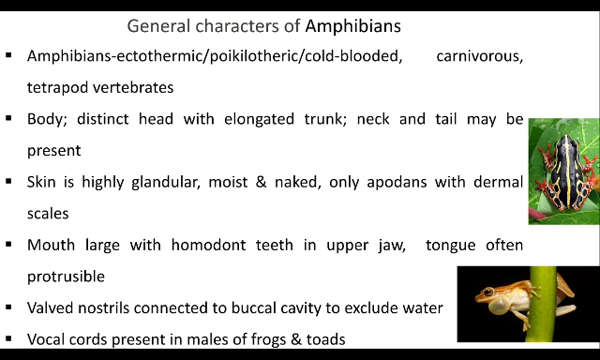 General characters of Amphibians
▪ Amphibians-ectothermic/poikilotheric/cold-blooded, carnivorous,
tetrapod vertebrates
▪ Body; distinct head with elongated trunk; neck and tail may be
present
▪ Skin is highly glandular, moist & naked, only apodans with dermal
scales
▪ Mouth large with homodont teeth in upper jaw, tongue often
protrusible
▪ Valved nostrils connected to buccal cavity to exclude water
▪ Vocal cords present in males of frogs & toads